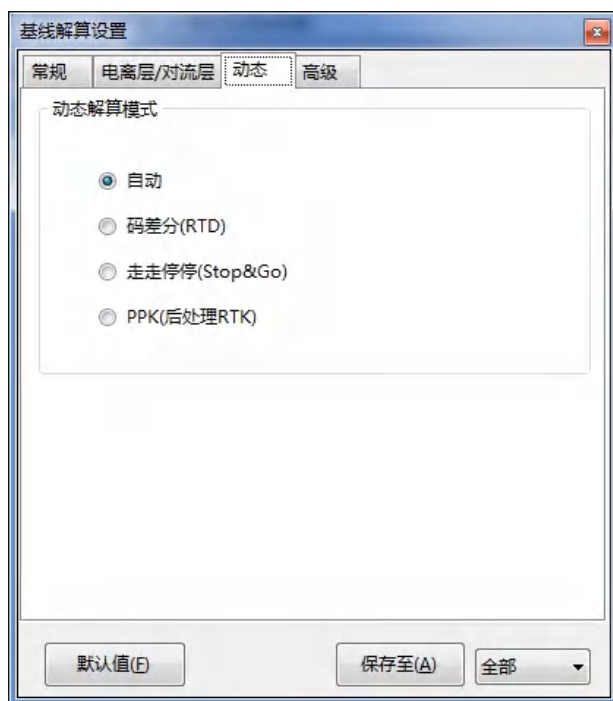 基线解算设置
常规 电离层/对流层 动态 高级
动态解算模式
自动
码差分(RTD)
走走停停(Stop&Go)
PPK(后处理RTK)
默认值(F) 保存至(A) 全部